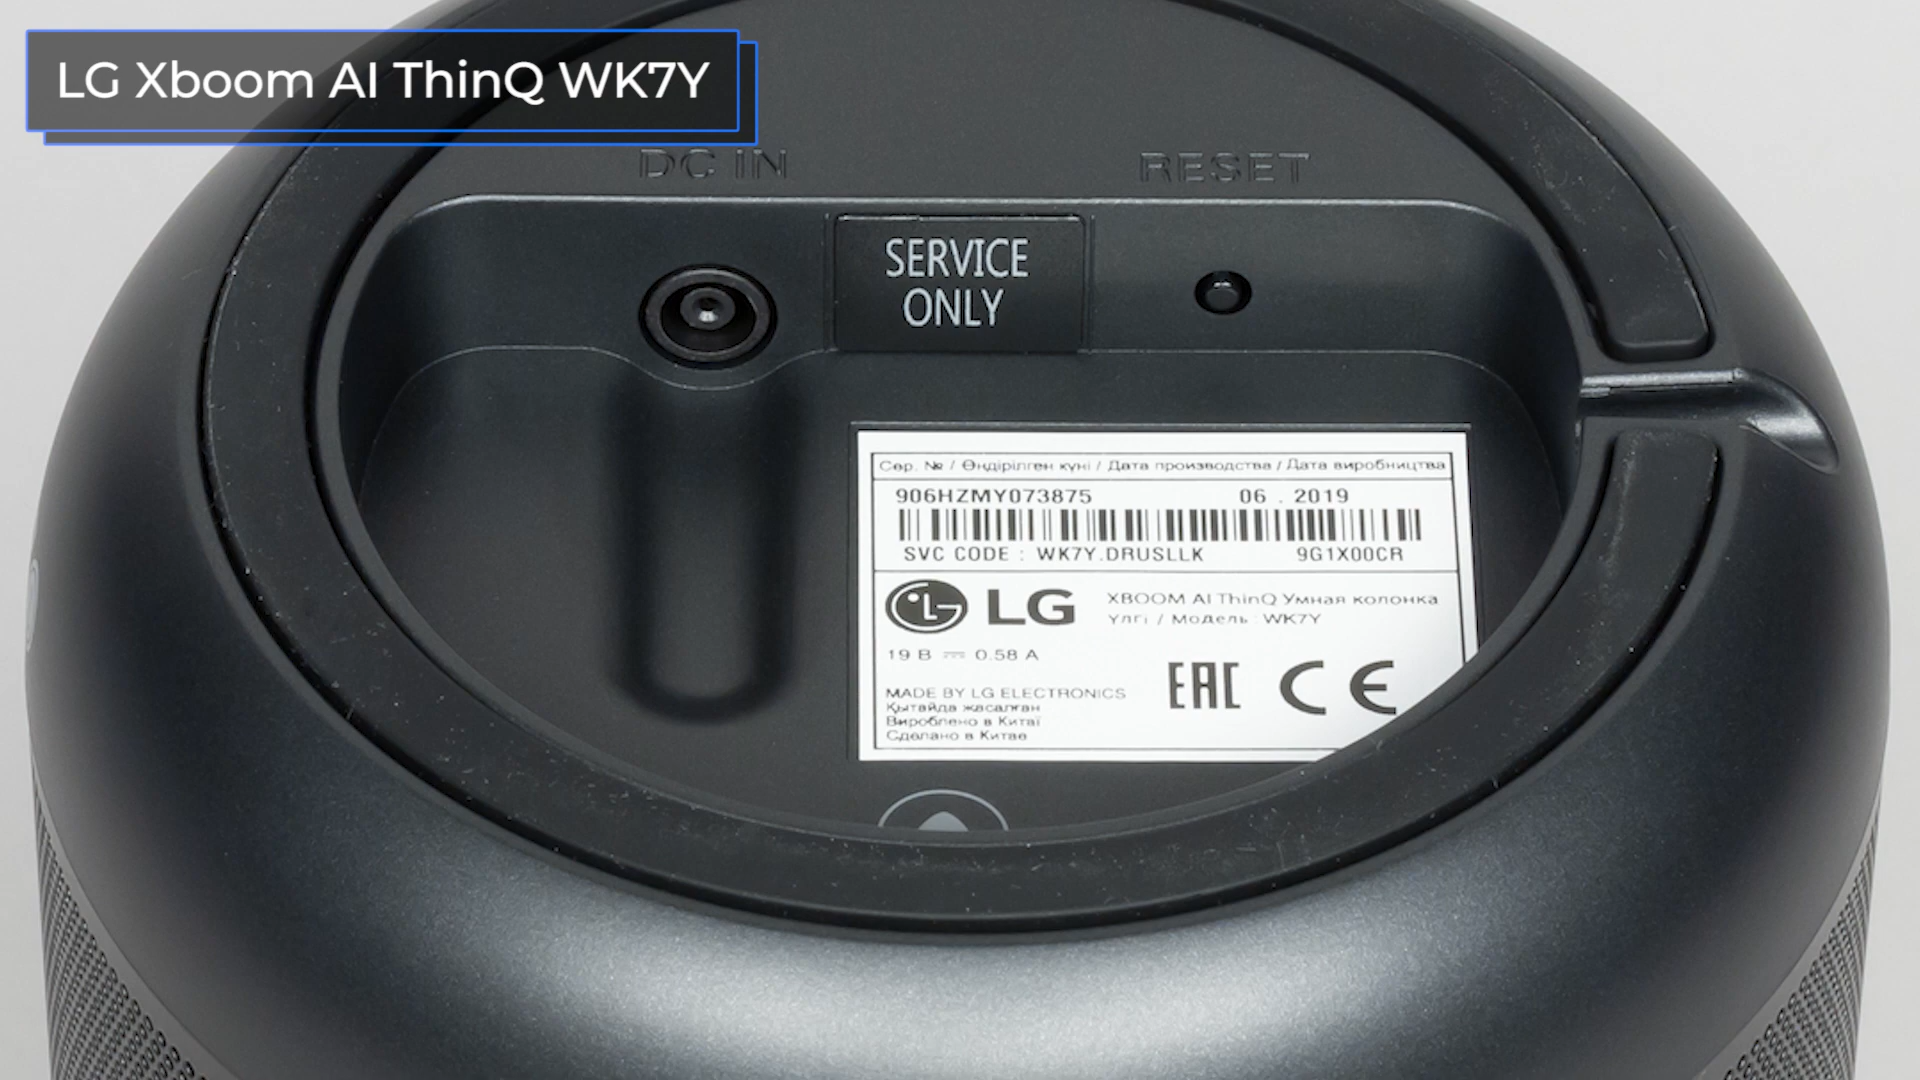 LG Xboom AI ThinQ WK7Y
DC IN
RESET
SERVICE
ONLY
Сер. № / Өндірілген күні / Дата производства / Дата виробництва
906HZMY073875 06 . 2019
SVC CODE : WK7Y.DRUSLLK 9G1X00CR
LG XBOOM AI ThinQ Умная колонка
Үлгі / Модель : WK7Y
19 В ⎓ 0.58 А
EAC CE
MADE BY LG ELECTRONICS
Қытайда жасалған
Вироблено в Китаї
Сделано в Китае